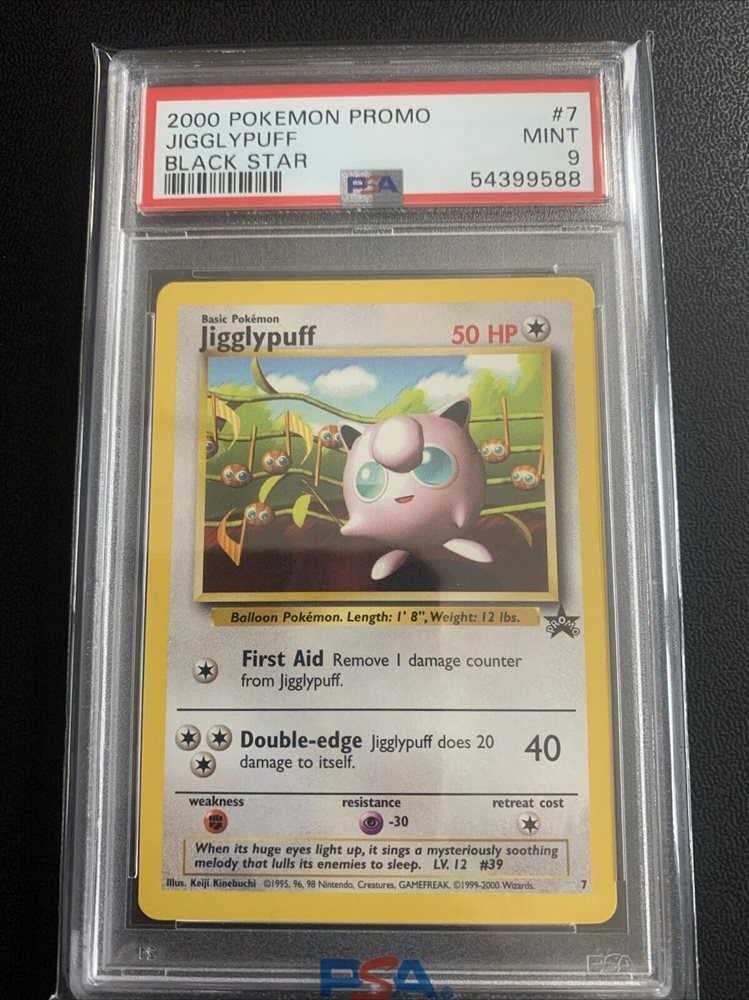 2000 POKEMON PROMO #7
JIGGLYPUFF MINT
BLACK STAR 9
PSA 54399588
Basic Pokémon
Jigglypuff 50 HP
Balloon Pokémon. Length: 1' 8", Weight: 12 lbs.
PROMO
First Aid Remove 1 damage counter
from Jigglypuff.
Double-edge Jigglypuff does 20 40
damage to itself.
weakness resistance retreat cost
-30
When its huge eyes light up, it sings a mysteriously soothing
melody that lulls its enemies to sleep. LV. 12 #39
Illus. Keiji Kinebuchi ©1995, 96, 98 Nintendo, Creatures, GAMEFREAK. ©1999-2000 Wizards. 7
PSA
PSA